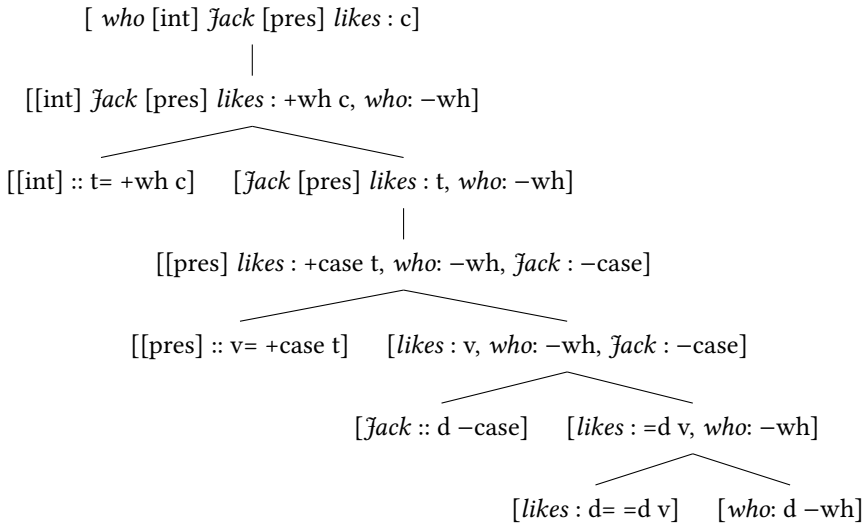 [ who [int] Jack [pres] likes : c]
[[int] Jack [pres] likes : +wh c, who: −wh]
[[int] :: t= +wh c] [Jack [pres] likes : t, who: −wh]
[[pres] likes : +case t, who: −wh, Jack : −case]
[[pres] :: v= +case t] [likes : v, who: −wh, Jack : −case]
[Jack :: d −case] [likes : =d v, who: −wh]
[likes : d= =d v] [who: d −wh]